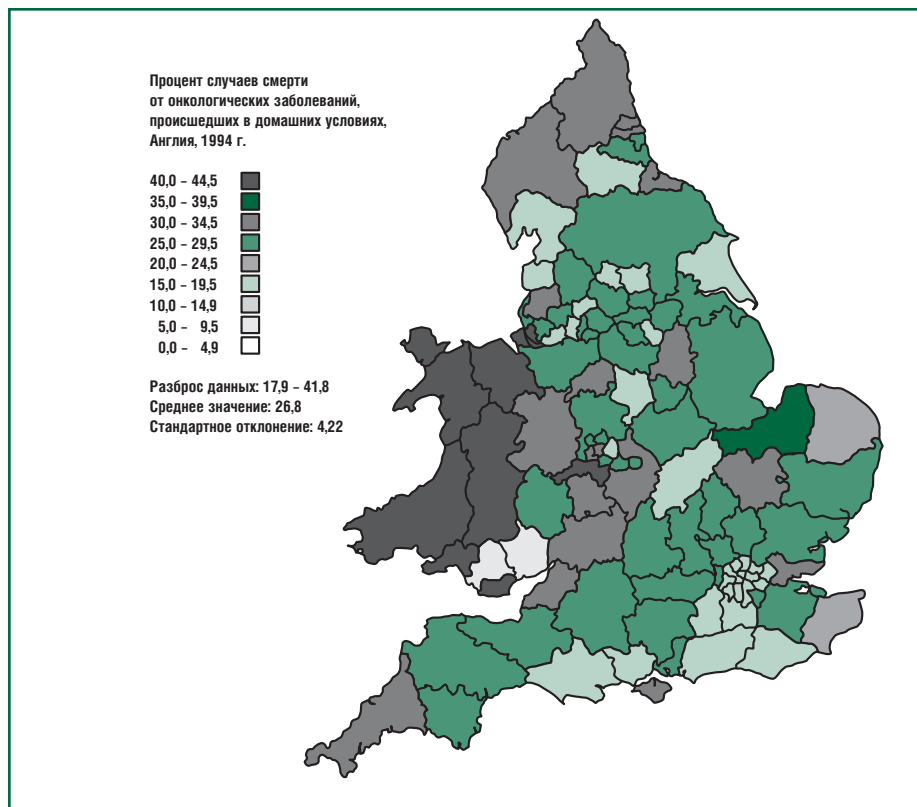 Процент случаев смерти
от онкологических заболеваний,
происшедших в домашних условиях,
Англия, 1994 г.
40,0 – 44,5
35,0 – 39,5
30,0 – 34,5
25,0 – 29,5
20,0 – 24,5
15,0 – 19,5
10,0 – 14,9
5,0 – 9,5
0,0 – 4,9
Разброс данных: 17,9 – 41,8
Среднее значение: 26,8
Стандартное отклонение: 4,22